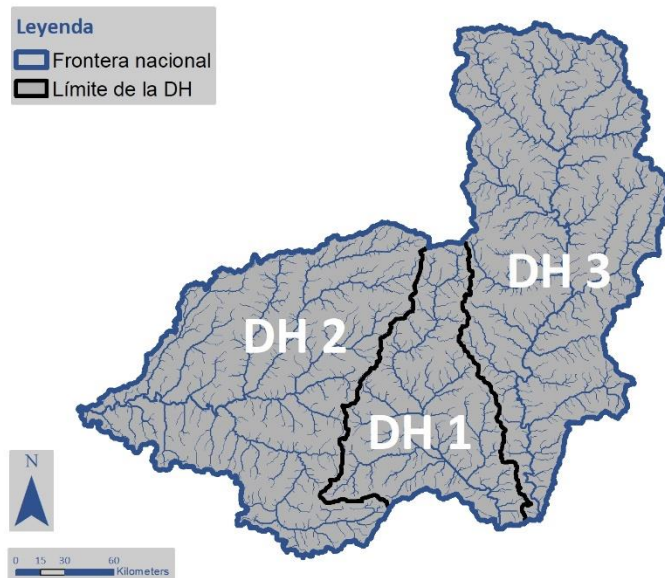 Leyenda
Frontera nacional
Límite de la DH
DH 3
DH 2
DH 1
N
0 15 30 60
Kilometers